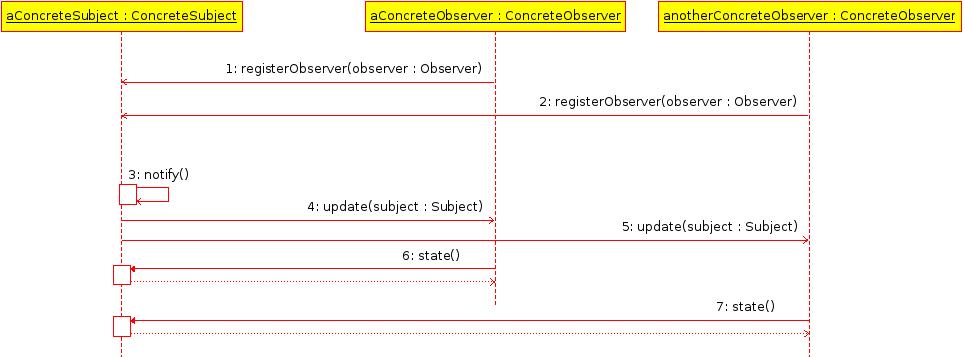 aConcreteSubject : ConcreteSubject
aConcreteObserver : ConcreteObserver
anotherConcreteObserver : ConcreteObserver
1: registerObserver(observer : Observer)
2: registerObserver(observer : Observer)
3: notify()
4: update(subject : Subject)
5: update(subject : Subject)
6: state()
7: state()